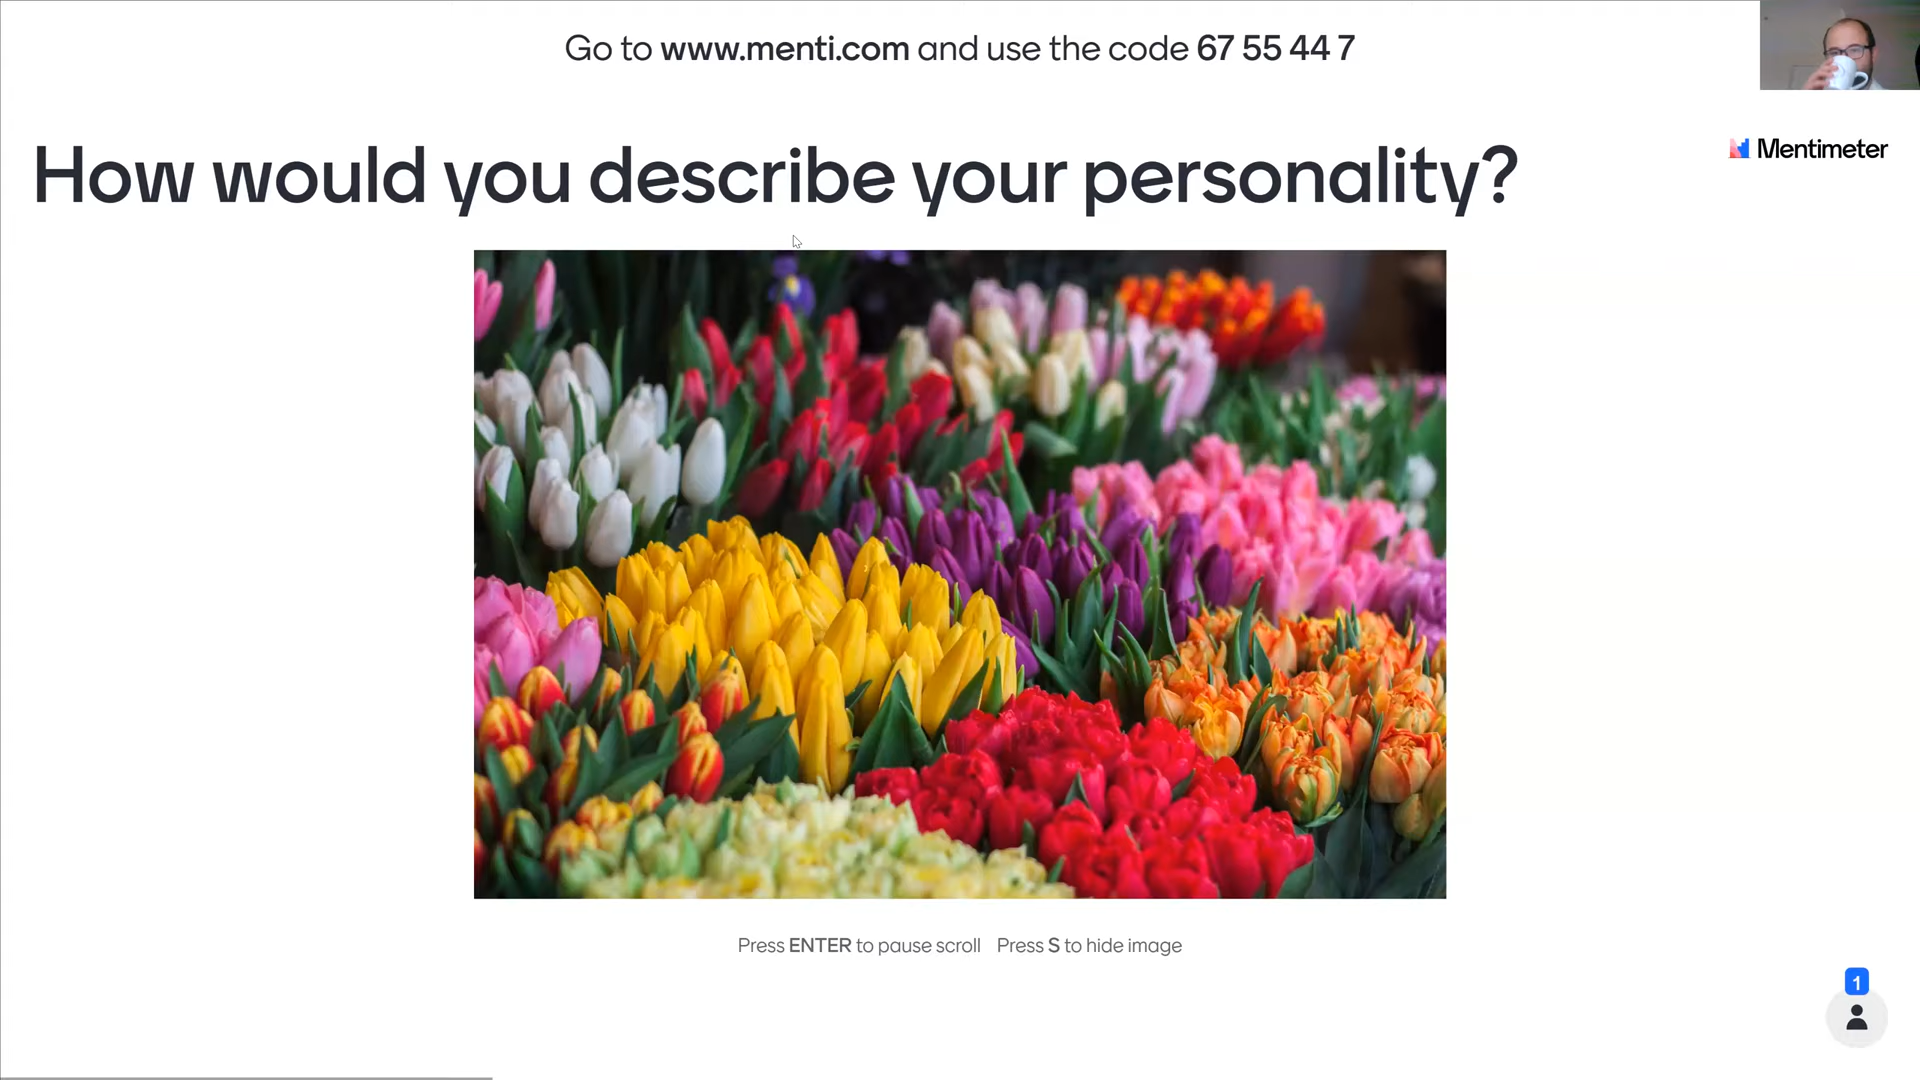 Go to www.menti.com and use the code 67 55 44 7
How would you describe your personality?
Mentimeter
Press ENTER to pause scroll Press S to hide image
1